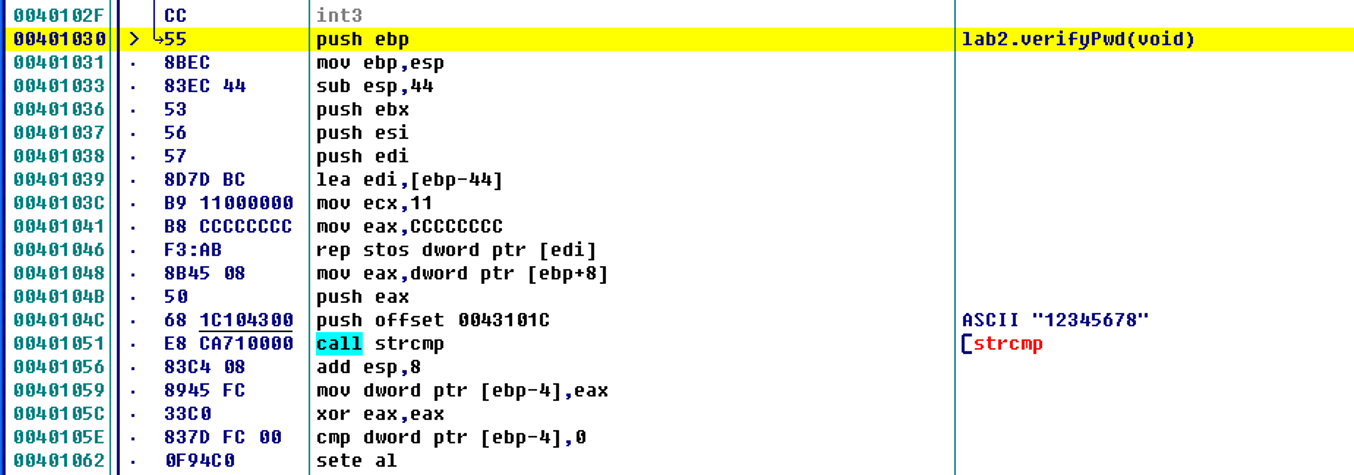 0040102F CC int3
00401030 > 55 push ebp lab2.verifyPwd(void)
00401031 . 8BEC mov ebp,esp
00401033 . 83EC 44 sub esp,44
00401036 . 53 push ebx
00401037 . 56 push esi
00401038 . 57 push edi
00401039 . 8D7D BC lea edi,[ebp-44]
0040103C . B9 11000000 mov ecx,11
00401041 . B8 CCCCCCCC mov eax,CCCCCCCC
00401046 . F3:AB rep stos dword ptr [edi]
00401048 . 8B45 08 mov eax,dword ptr [ebp+8]
0040104B . 50 push eax
0040104C . 68 1C104300 push offset 0043101C ASCII "12345678"
00401051 . E8 CA710000 call strcmp [strcmp
00401056 . 83C4 08 add esp,8
00401059 . 8945 FC mov dword ptr [ebp-4],eax
0040105C . 33C0 xor eax,eax
0040105E . 837D FC 00 cmp dword ptr [ebp-4],0
00401062 . 0F94C0 sete al